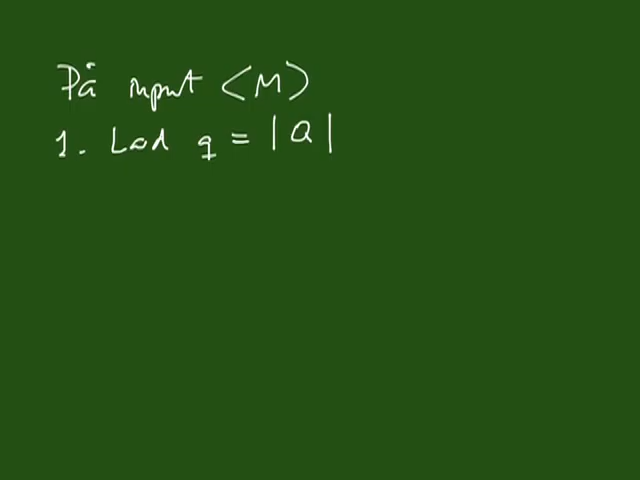 På input <M>
1. Lad q = |Q|